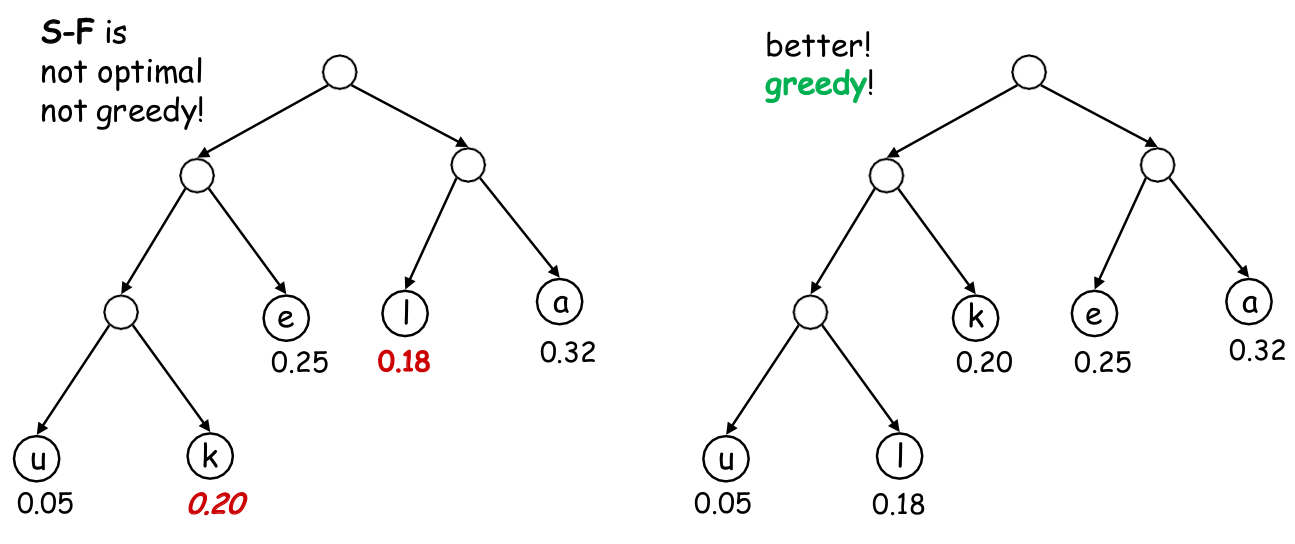 S-F is
not optimal
not greedy!
e
0.25
l
0.18
a
0.32
u
0.05
k
0.20
better!
greedy!
k
0.20
e
0.25
a
0.32
u
0.05
l
0.18